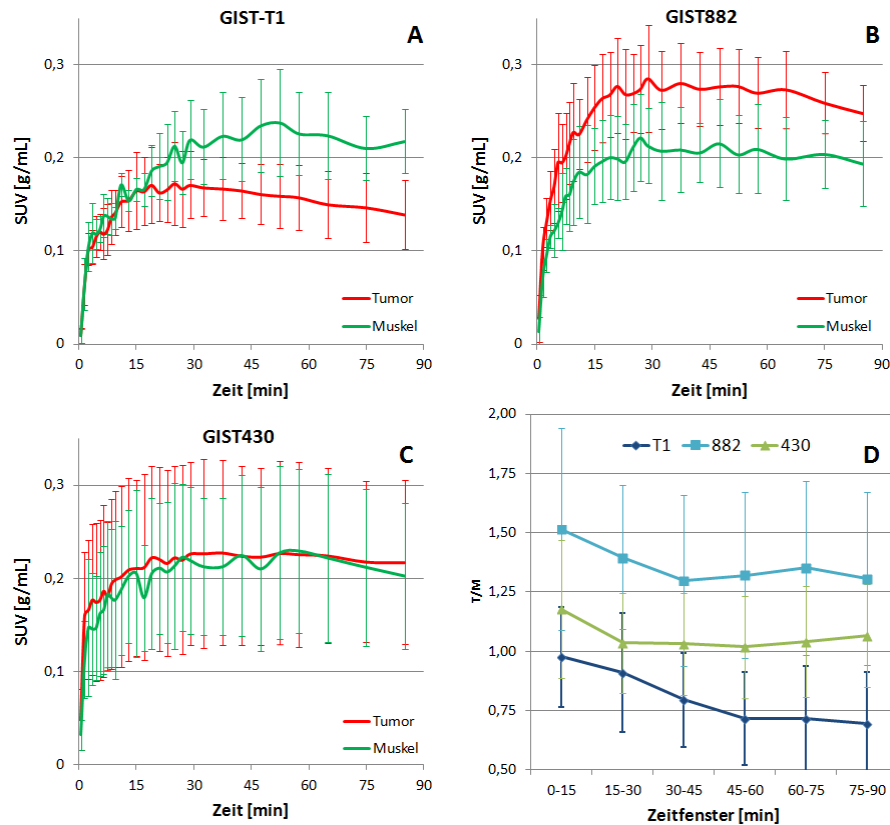 GIST-T1
A
SUV [g/mL]
0,3
0,2
0,1
0
Tumor
Muskel
0 15 30 45 60 75 90
Zeit [min]
GIST882
B
SUV [g/mL]
0,3
0,2
0,1
0
Tumor
Muskel
0 15 30 45 60 75 90
Zeit [min]
GIST430
C
SUV [g/mL]
0,3
0,2
0,1
0
Tumor
Muskel
0 15 30 45 60 75 90
Zeit [min]
D
T1 882 430
T/M
2,00
1,75
1,50
1,25
1,00
0,75
0,50
0-15 15-30 30-45 45-60 60-75 75-90
Zeitfenster [min]